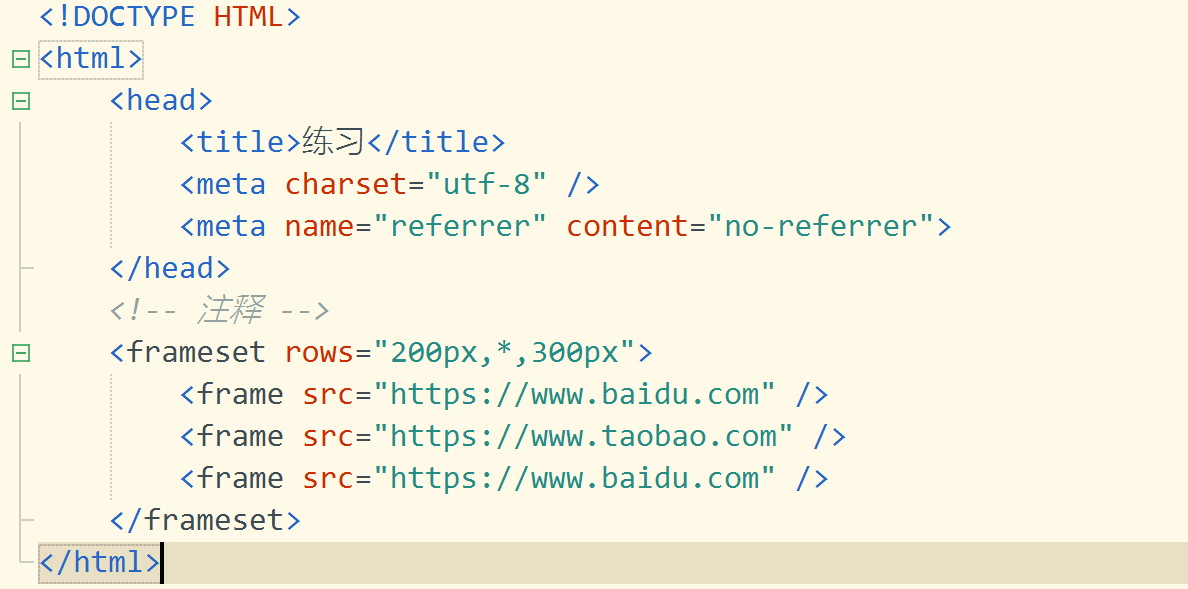 <!DOCTYPE HTML>
<html>
<head>
<title>练习</title>
<meta charset="utf-8" />
<meta name="referrer" content="no-referrer">
</head>
<!-- 注释 -->
<frameset rows="200px,*,300px">
<frame src="https://www.baidu.com" />
<frame src="https://www.taobao.com" />
<frame src="https://www.baidu.com" />
</frameset>
</html>